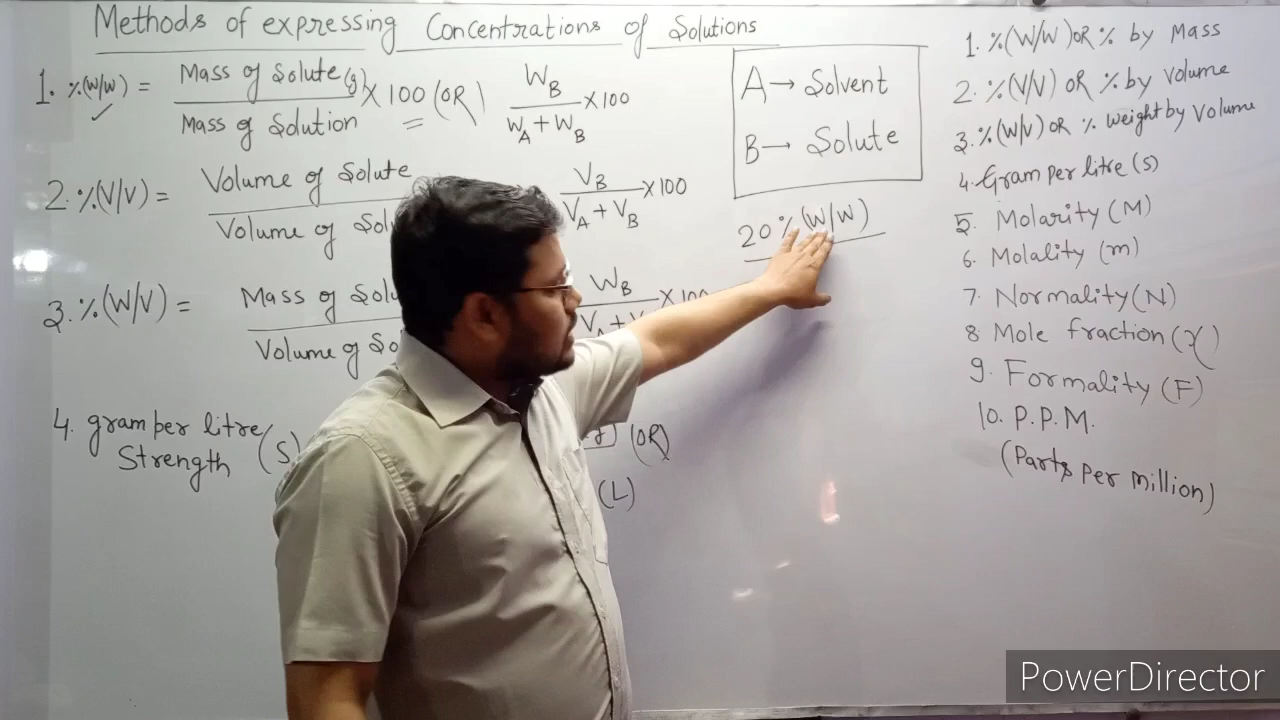 Methods of expressing Concentrations of Solutions
1. %(W/W) = Mass of Solute(g) / Mass of Solution × 100 (OR) W_B / W_A + W_B × 100
2. %(V/V) = Volume of Solute / Volume of V_B / V_A + V_B × 100
3. %(W/V) = Mass of / Volume of W_B / V_A + × 100
4. gram per litre (S) (OR)
Strength (L)
A → Solvent
B → Solute
20% (W/W)
1. %(W/W) OR % by Mass
2. %(V/V) OR % by Volume
3. %(W/V) OR % weight by Volume
4. Gram per litre (S)
5. Molarity (M)
6. Molality (m)
7. Normality (N)
8 Mole fraction (χ)
9. Formality (F)
10. P.P.M.
(Parts Per Million)
PowerDirector